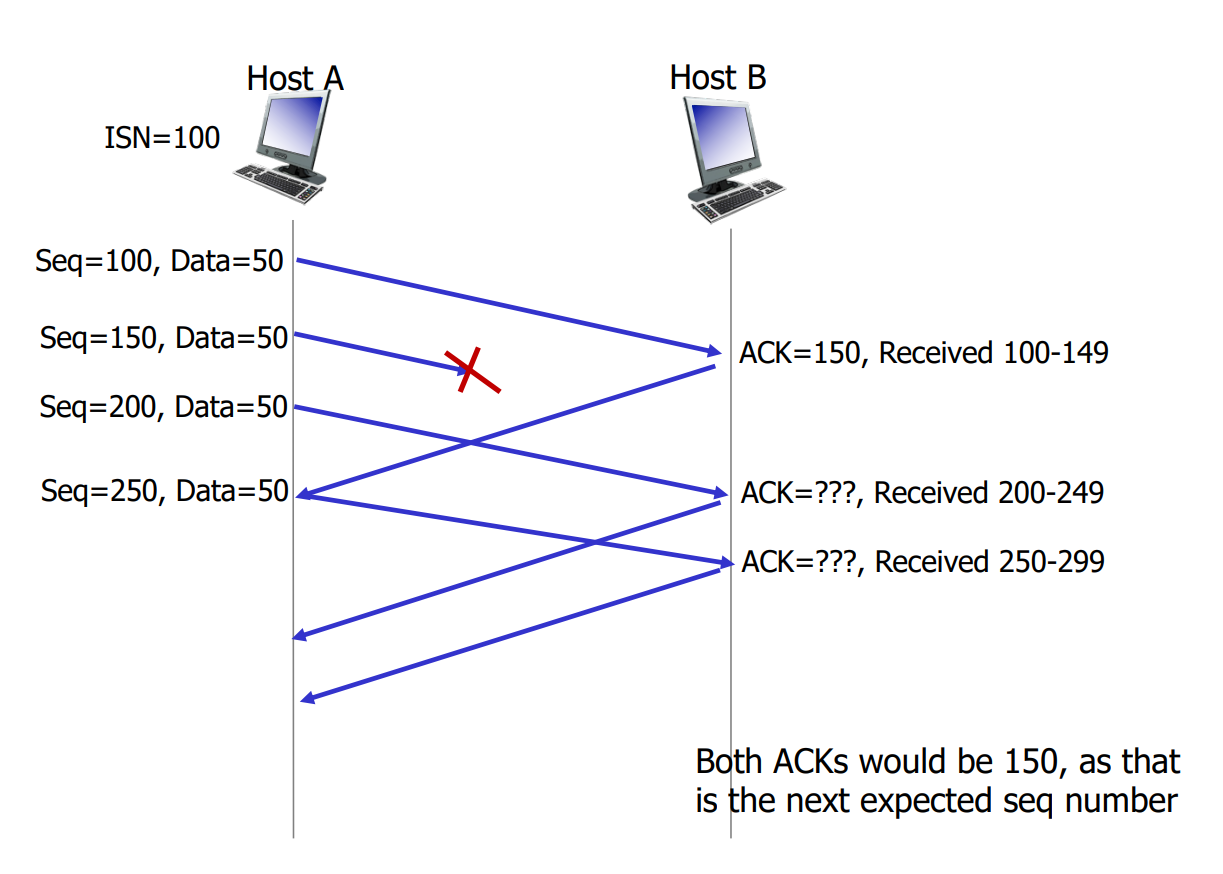 Host A
Host B
ISN=100
Seq=100, Data=50
Seq=150, Data=50
ACK=150, Received 100-149
Seq=200, Data=50
Seq=250, Data=50
ACK=???, Received 200-249
ACK=???, Received 250-299
Both ACKs would be 150, as that
is the next expected seq number